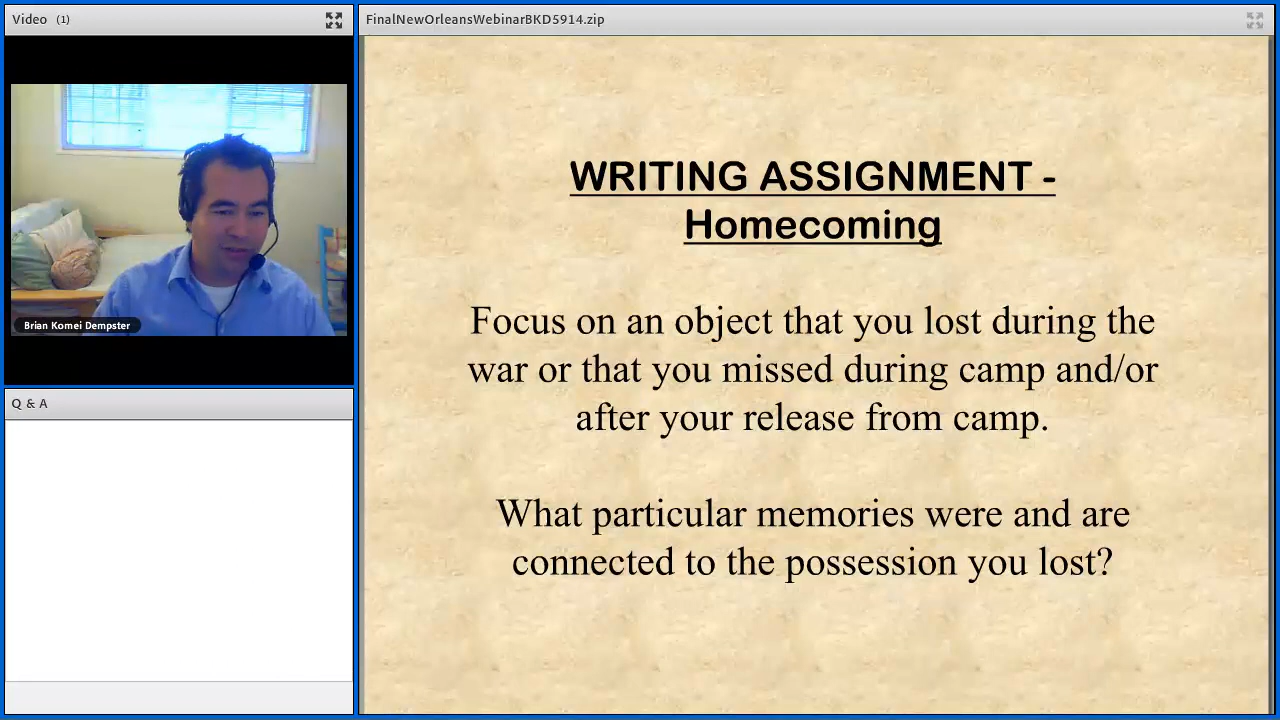 Video (1)
Brian Komei Dempster
Q & A
FinalNewOrleansWebinarBKD5914.zip
WRITING ASSIGNMENT -
Homecoming
Focus on an object that you lost during the
war or that you missed during camp and/or
after your release from camp.
What particular memories were and are
connected to the possession you lost?